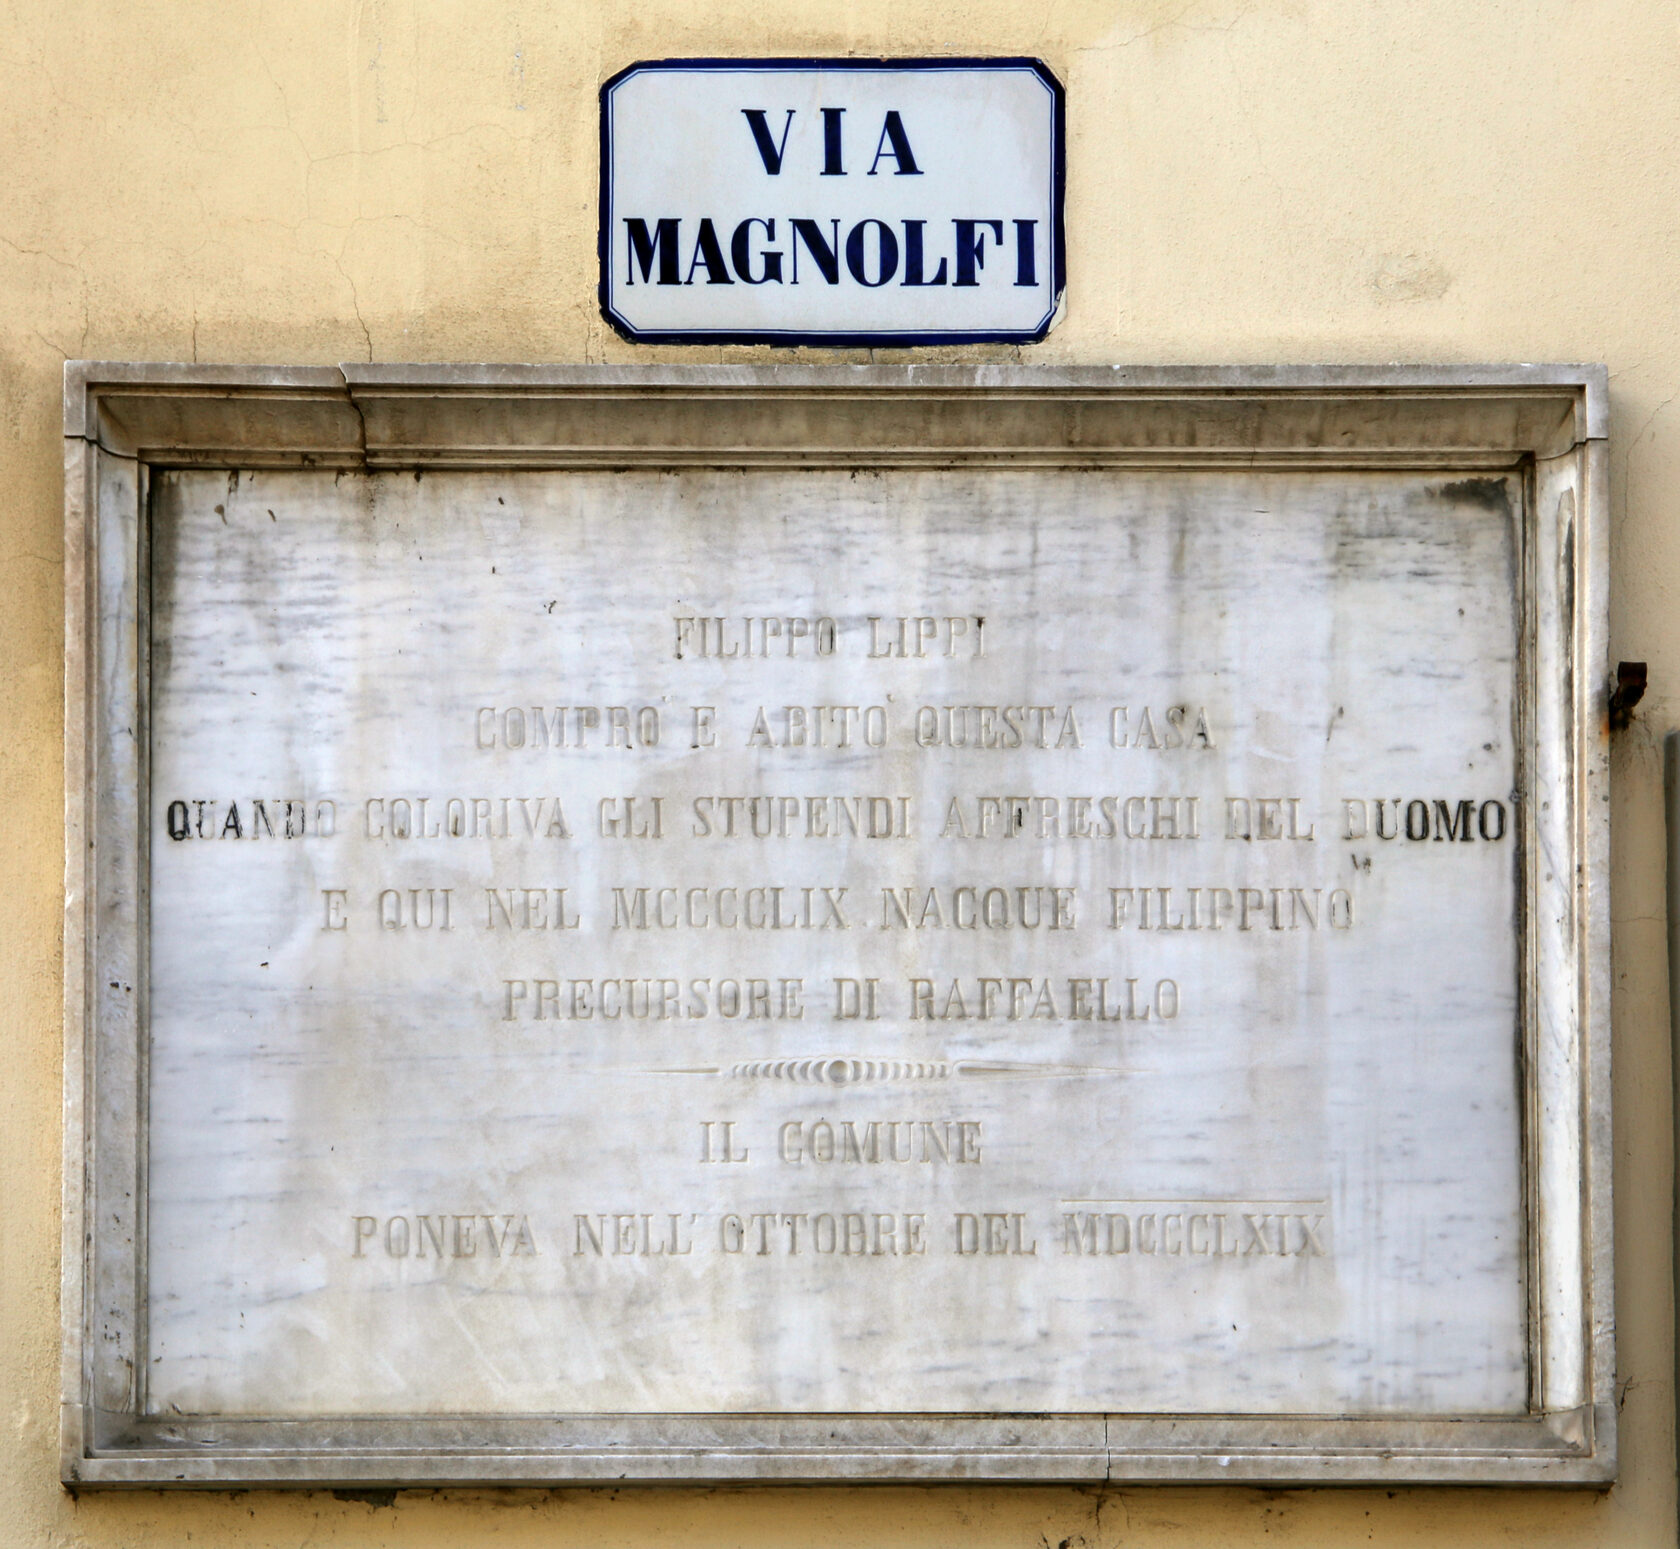 VIA
MAGNOLFI
FILIPPO LIPPI
COMPRO' E ABITO' QUESTA CASA
QUANDO COLORIVA GLI STUPENDI AFFRESCHI DEL DUOMO
E QUI NEL MCCCCLIX NACQUE FILIPPINO
PRECURSORE DI RAFFAELLO
IL COMUNE
PONEVA NELL' OTTOBRE DEL MDCCCLXIX